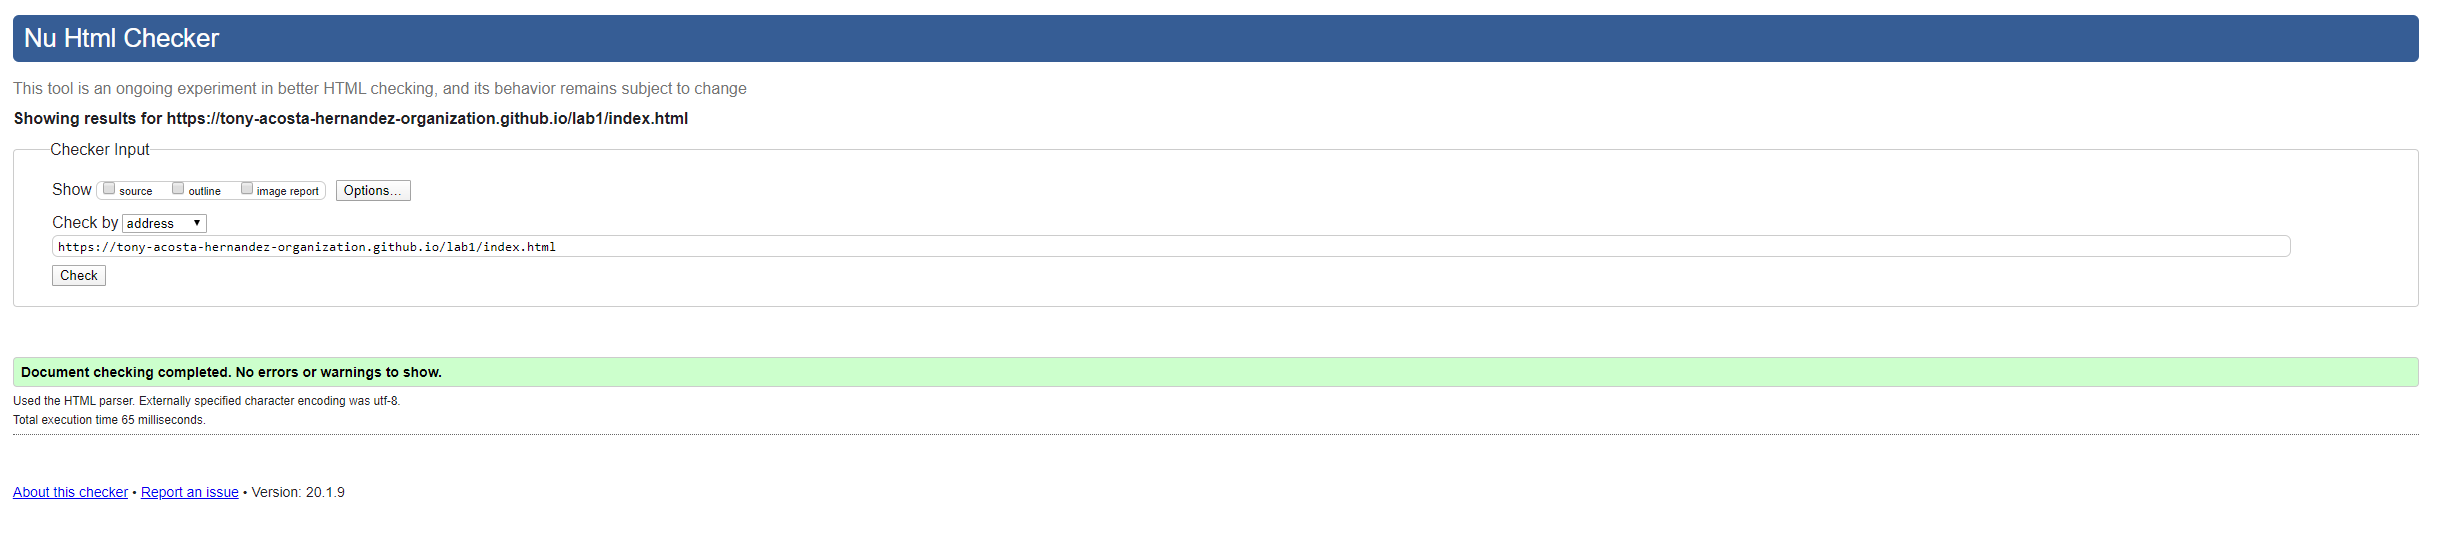 Nu Html Checker
This tool is an ongoing experiment in better HTML checking, and its behavior remains subject to change
Showing results for https://tony-acosta-hernandez-organization.github.io/lab1/index.html
Checker Input
Show source outline image report Options...
Check by address
https://tony-acosta-hernandez-organization.github.io/lab1/index.html
Check
Document checking completed. No errors or warnings to show.
Used the HTML parser. Externally specified character encoding was utf-8.
Total execution time 65 milliseconds.
About this checker • Report an issue • Version: 20.1.9